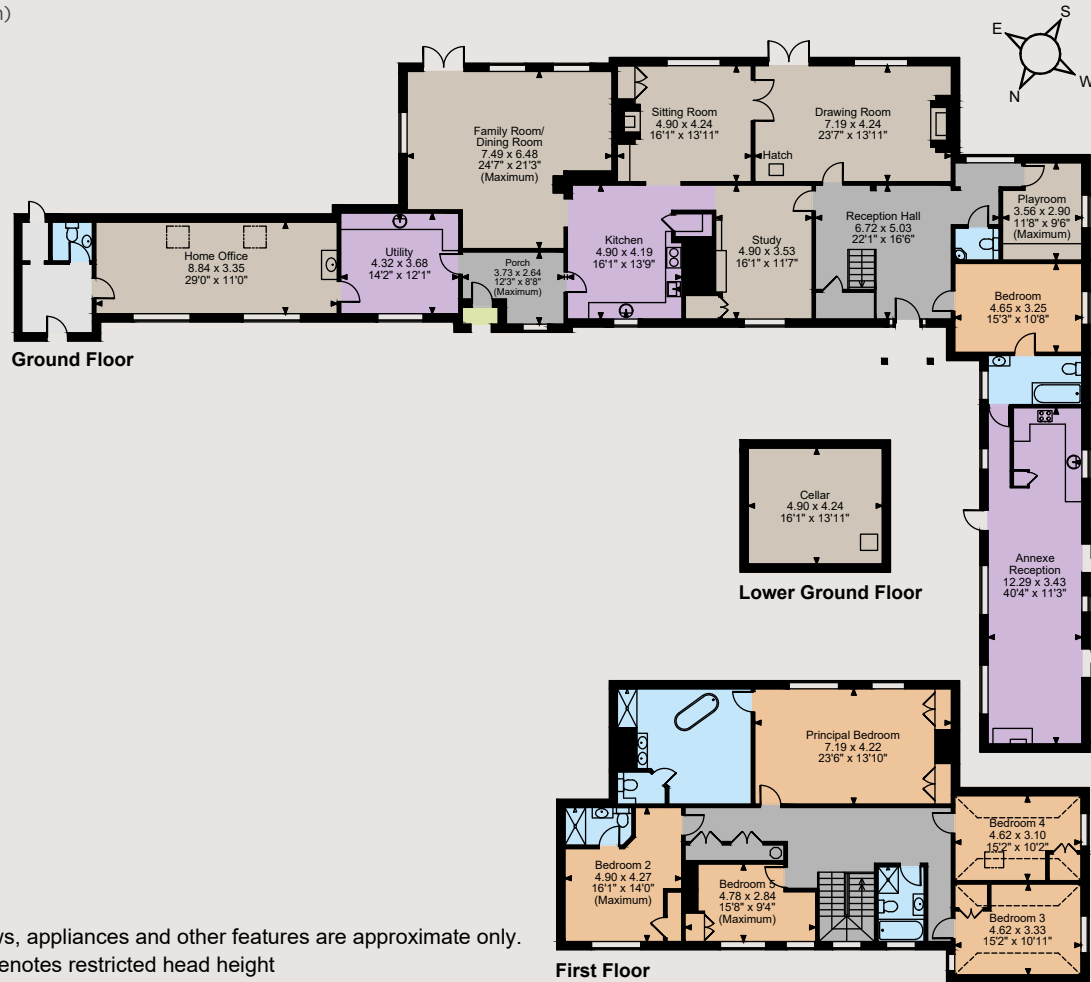 )
S
E
W
N
Family Room/
Dining Room
7.49 x 6.48
24'7" x 21'3"
(Maximum)
Sitting Room
4.90 x 4.24
16'1" x 13'11"
Drawing Room
7.19 x 4.24
23'7" x 13'11"
Hatch
Home Office
8.84 x 3.35
29'0" x 11'0"
Utility
4.32 x 3.68
14'2" x 12'1"
Porch
3.73 x 2.64
12'3" x 8'8"
(Maximum)
Kitchen
4.90 x 4.19
16'1" x 13'9"
Study
4.90 x 3.53
16'1" x 11'7"
Reception Hall
6.72 x 5.03
22'1" x 16'6"
Playroom
3.56 x 2.90
11'8" x 9'6"
(Maximum)
Bedroom
4.65 x 3.25
15'3" x 10'8"
Ground Floor
Cellar
4.90 x 4.24
16'1" x 13'11"
Lower Ground Floor
Annexe
Reception
12.29 x 3.43
40'4" x 11'3"
Principal Bedroom
7.19 x 4.22
23'6" x 13'10"
Bedroom 2
4.90 x 4.27
16'1" x 14'0"
(Maximum)
Bedroom 5
4.78 x 2.84
15'8" x 9'4"
(Maximum)
Bedroom 4
4.62 x 3.10
15'2" x 10'2"
Bedroom 3
4.62 x 3.33
15'2" x 10'11"
First Floor
s, appliances and other features are approximate only.
enotes restricted head height